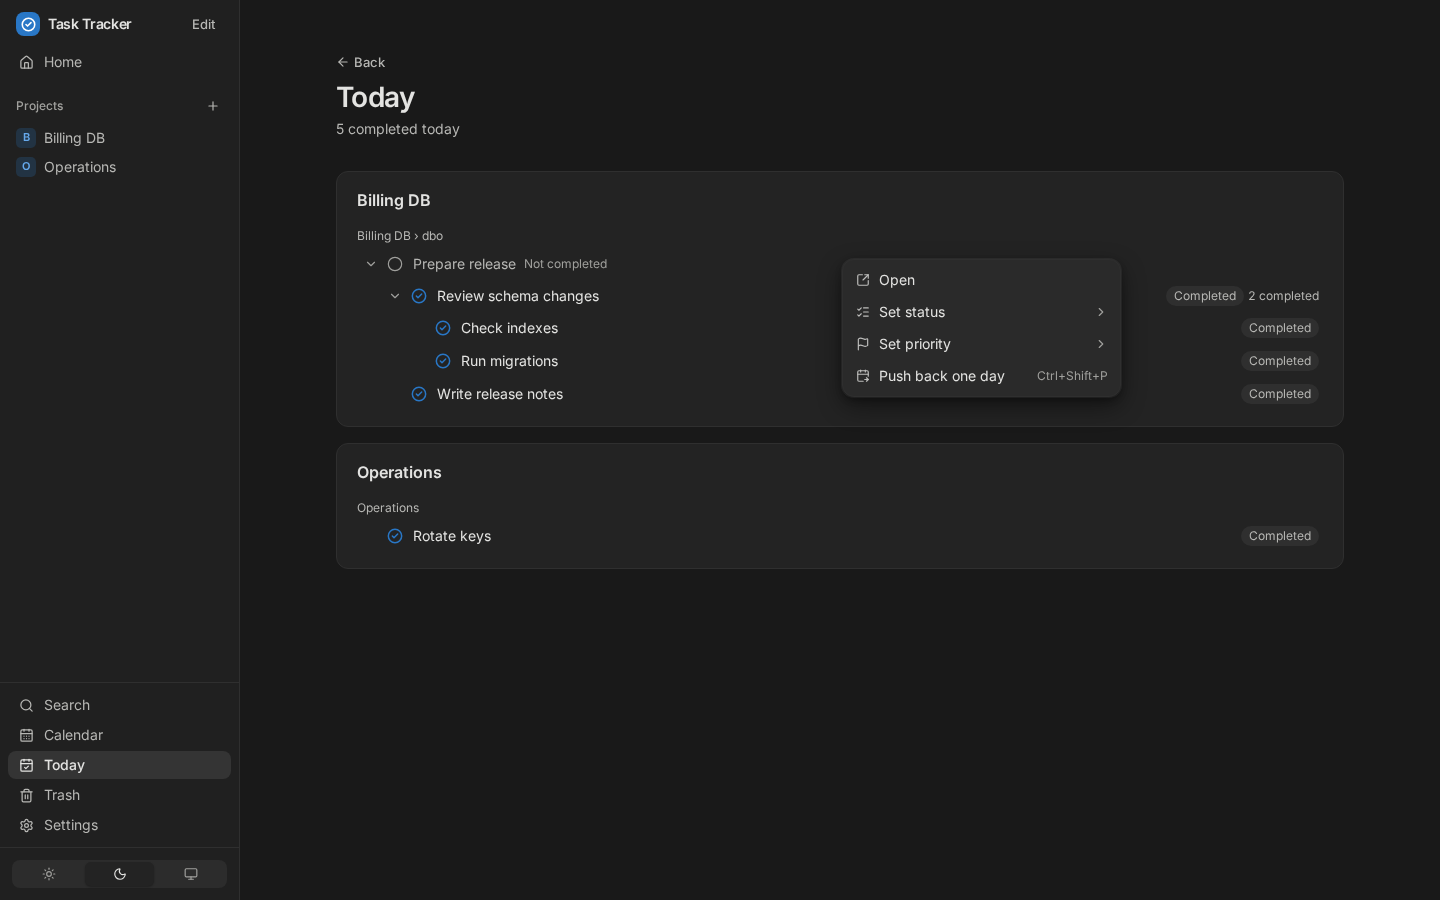 Task Tracker
Edit
Home
Projects
B Billing DB
O Operations
Search
Calendar
Today
Trash
Settings
Back
Today
5 completed today
Billing DB
Billing DB › dbo
Prepare release Not completed
Review schema changes Completed 2 completed
Check indexes Completed
Run migrations Completed
Write release notes Completed
Open
Set status
Set priority
Push back one day Ctrl+Shift+P
Operations
Operations
Rotate keys Completed